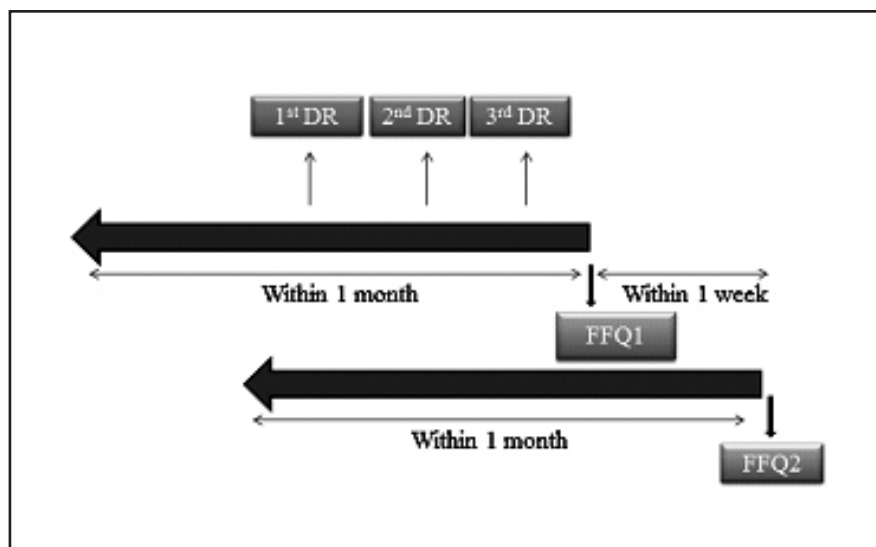 1st DR 2nd DR 3rd DR
Within 1 month Within 1 week
FFQ1
Within 1 month
FFQ2